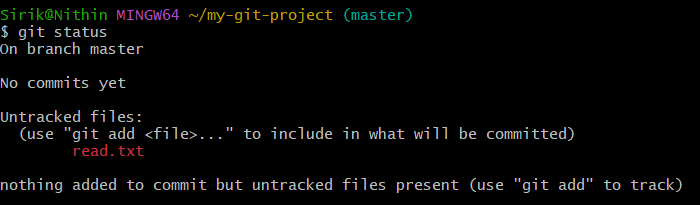 Sirik@Nithin MINGW64 ~/my-git-project (master)
$ git status
On branch master
No commits yet
Untracked files:
  (use "git add <file>..." to include in what will be committed)
        read.txt
nothing added to commit but untracked files present (use "git add" to track)